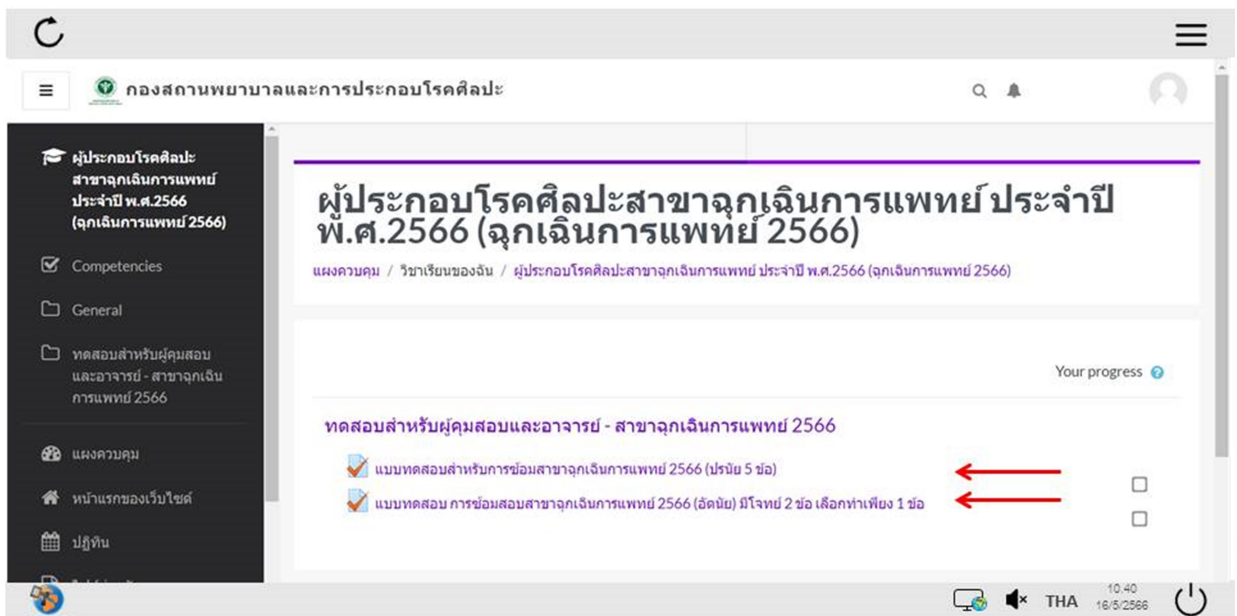 กองสถานพยาบาลและการประกอบโรคศิลปะ
ผู้ประกอบโรคศิลปะ
สาขาฉุกเฉินการแพทย์
ประจำปี พ.ศ.2566
(ฉุกเฉินการแพทย์ 2566)
Competencies
General
ทดสอบสำหรับผู้คุมสอบ
และอาจารย์ - สาขาฉุกเฉิน
การแพทย์ 2566
แผงควบคุม
หน้าแรกของเว็บไซต์
ปฏิทิน
ผู้ประกอบโรคศิลปะสาขาฉุกเฉินการแพทย์ ประจำปี
พ.ศ.2566 (ฉุกเฉินการแพทย์ 2566)
แผงควบคุม / วิชาเรียนของฉัน / ผู้ประกอบโรคศิลปะสาขาฉุกเฉินการแพทย์ ประจำปี พ.ศ.2566 (ฉุกเฉินการแพทย์ 2566)
Your progress
ทดสอบสำหรับผู้คุมสอบและอาจารย์ - สาขาฉุกเฉินการแพทย์ 2566
แบบทดสอบสำหรับการซ้อมสาขาฉุกเฉินการแพทย์ 2566 (ปรนัย 5 ข้อ)
แบบทดสอบ การซ้อมสอบสาขาฉุกเฉินการแพทย์ 2566 (อัตนัย) มีโจทย์ 2 ข้อ เลือกทำเพียง 1 ข้อ
THA
10.40
16/5/2566